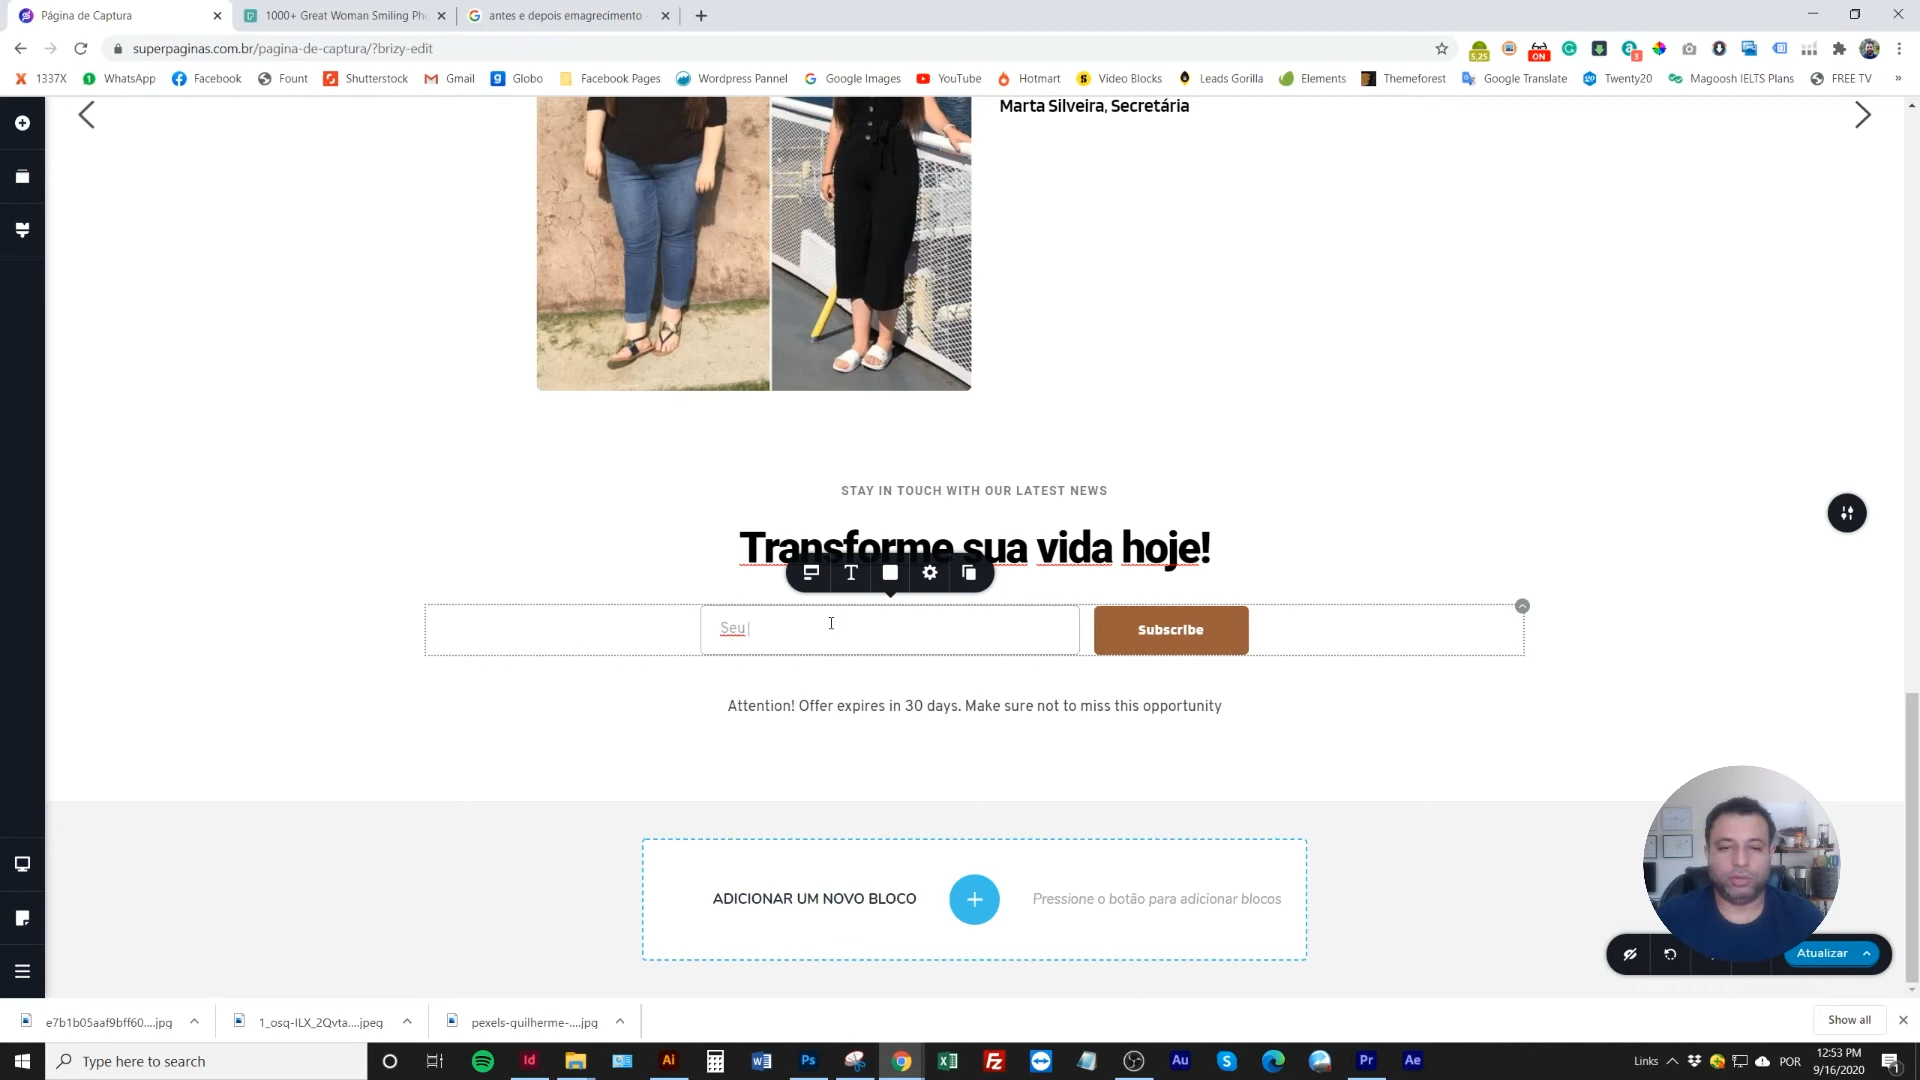 Página de Captura
1000+ Great Woman Smiling Pho
antes e depois emagrecimento -
superpaginas.com.br/pagina-de-captura/?brizy-edit
5,25
ON
3
1337X
WhatsApp
Facebook
Fount
Shutterstock
Gmail
Globo
Facebook Pages
Wordpress Pannel
Google Images
YouTube
Hotmart
Video Blocks
Leads Gorilla
Elements
Themeforest
Google Translate
Twenty20
Magoosh IELTS Plans
FREE TV
»
Marta Silveira, Secretária
STAY IN TOUCH WITH OUR LATEST NEWS
Transforme sua vida hoje!
Seu
Subscribe
Attention! Offer expires in 30 days. Make sure not to miss this opportunity
ADICIONAR UM NOVO BLOCO
Pressione o botão para adicionar blocos
Atualizar
e7b1b05aaf9bff60....jpg
1_osq-ILX_2Qvta....jpeg
pexels-guilherme-....jpg
Show all
Type here to search
Links
POR
12:53 PM
9/16/2020